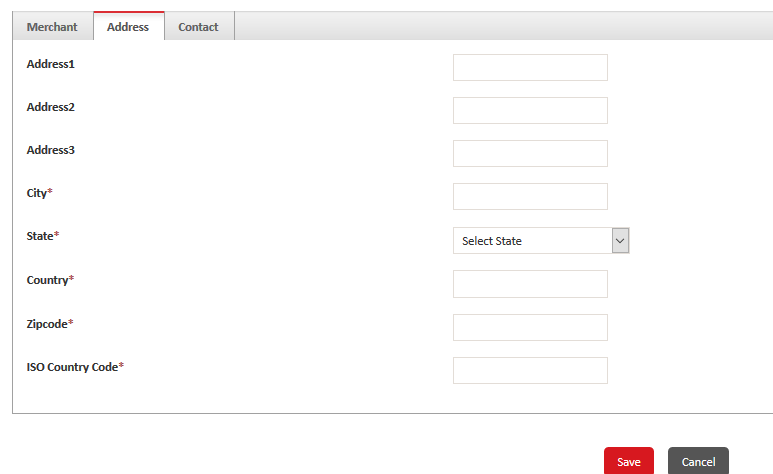 Merchant Address Contact
Address1
Address2
Address3
City*
State* Select State
Country*
Zipcode*
ISO Country Code*
Save Cancel